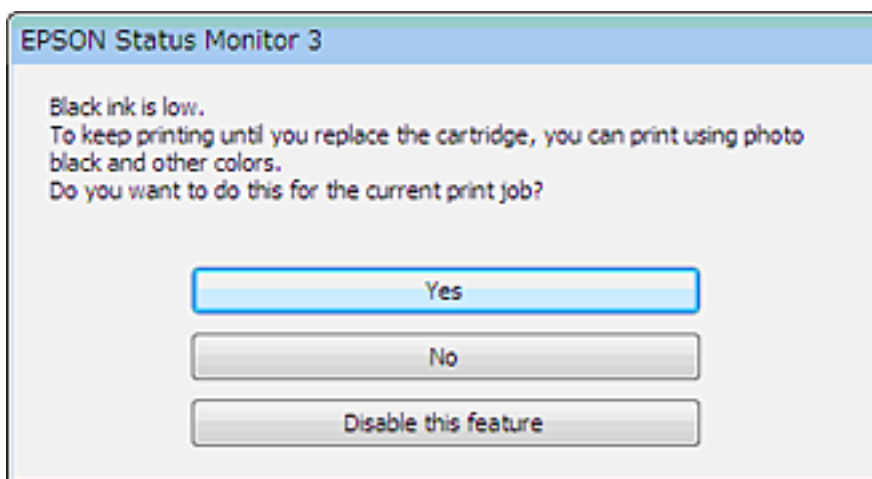 EPSON Status Monitor 3
Black ink is low.
To keep printing until you replace the cartridge, you can print using photo
black and other colors.
Do you want to do this for the current print job?
Yes
No
Disable this feature